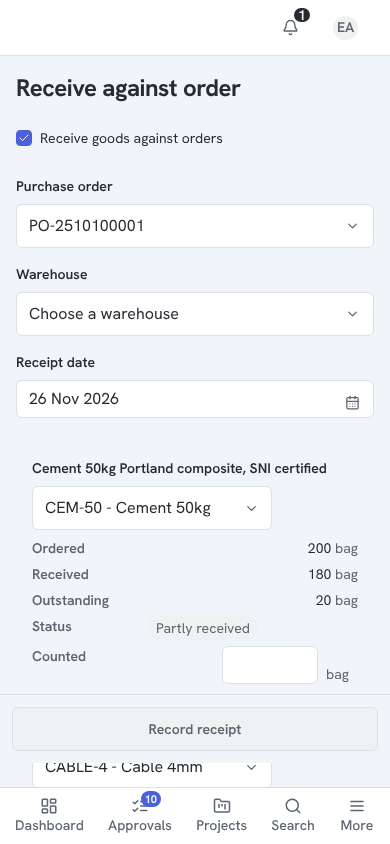 1
EA
Receive against order
Receive goods against orders
Purchase order
PO-2510100001
Warehouse
Choose a warehouse
Receipt date
26 Nov 2026
Cement 50kg Portland composite, SNI certified
CEM-50 - Cement 50kg
Ordered 200 bag
Received 180 bag
Outstanding 20 bag
Status Partly received
Counted bag
Record receipt
CABLE-4 - Cable 4mm
10
Dashboard Approvals Projects Search More